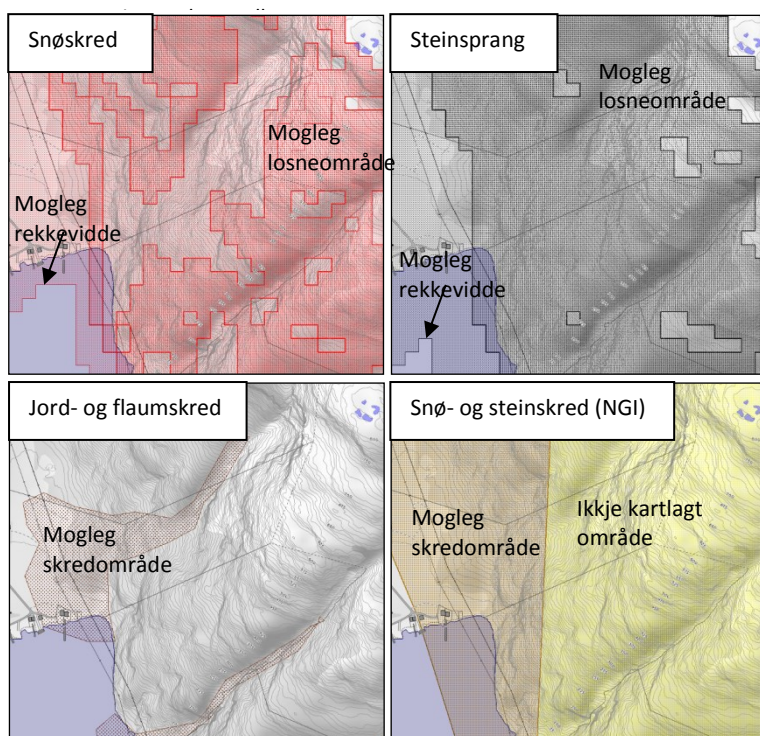 Snøskred
Mogleg
losneområde
Mogleg
rekkevidde
Steinsprang
Mogleg
losneområde
Mogleg
rekkevidde
Jord- og flaumskred
Mogleg
skredområde
Snø- og steinskred (NGI)
Mogleg
skredområde
Ikkje kartlagt
område